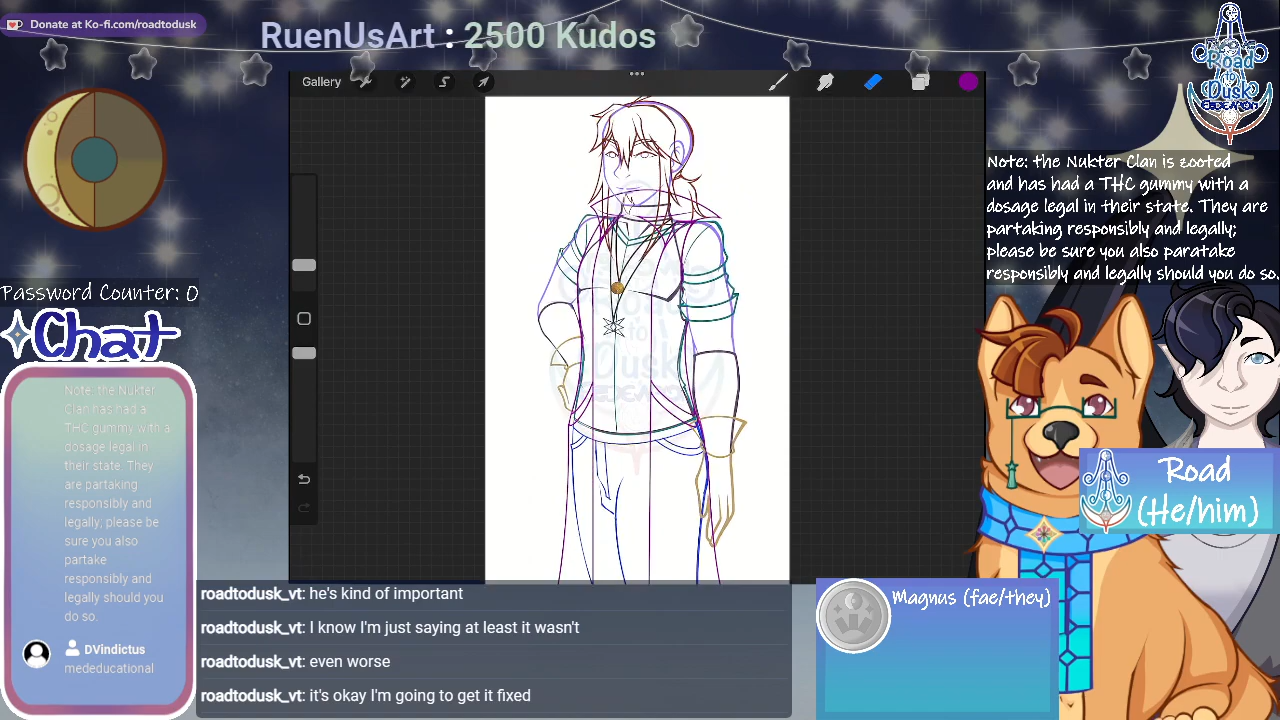 Donate at Ko-fi.com/roadtodusk
RuenUsArt : 2500 Kudos
Gallery
Road
to
Dusk
Note: the Nukter Clan is zooted
and has had a THC gummy with a
dosage legal in their state. They are
partaking responsibly and legally;
please be sure you also paratake
responsibly and legally should you do so.
Password Counter: 0
Chat
Note: the Nukter
Clan has had a
THC gummy with a
dosage legal in
their state. They
are partaking
responsibly and
legally; please be
sure you also
partake
responsibly and
legally should you
do so.
DVindictus
mededucational
Road
to
Dusk
Road
(He/him)
Magnus (fae/they)
roadtodusk_vt: he's kind of important
roadtodusk_vt: I know I'm just saying at least it wasn't
roadtodusk_vt: even worse
roadtodusk_vt: it's okay I'm going to get it fixed